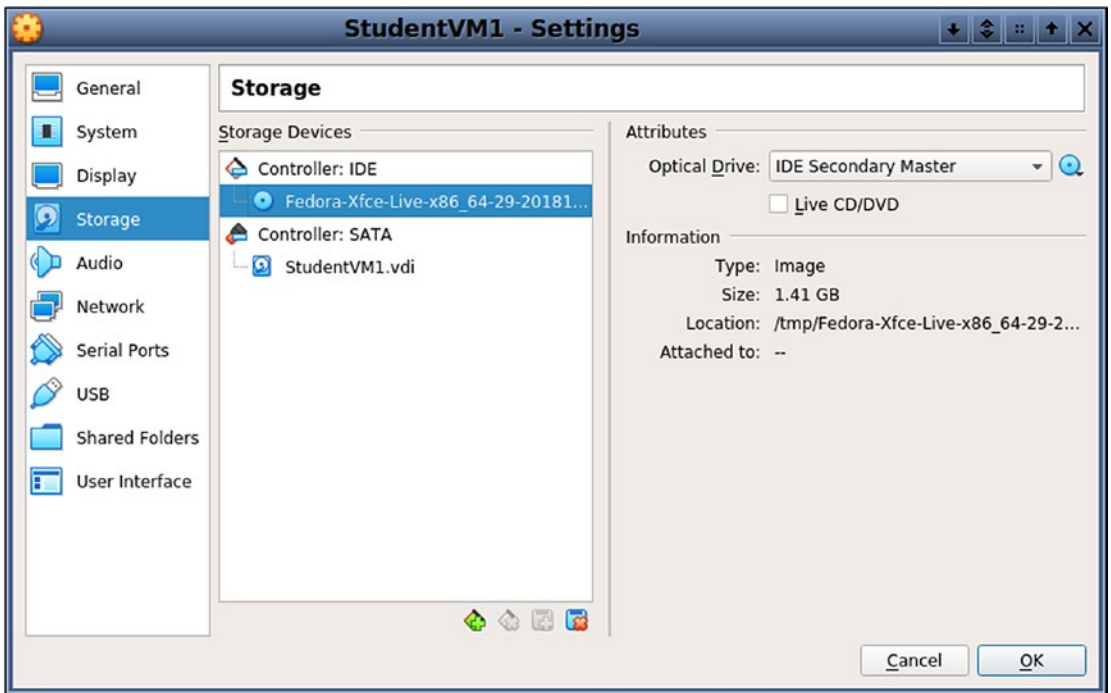 StudentVM1 - Settings
General
System
Display
Storage
Audio
Network
Serial Ports
USB
Shared Folders
User Interface
Storage
Storage Devices
Controller: IDE
Fedora-Xfce-Live-x86_64-29-20181...
Controller: SATA
StudentVM1.vdi
Attributes
Optical Drive: IDE Secondary Master
Live CD/DVD
Information
Type: Image
Size: 1.41 GB
Location: /tmp/Fedora-Xfce-Live-x86_64-29-2...
Attached to: --
Cancel
OK